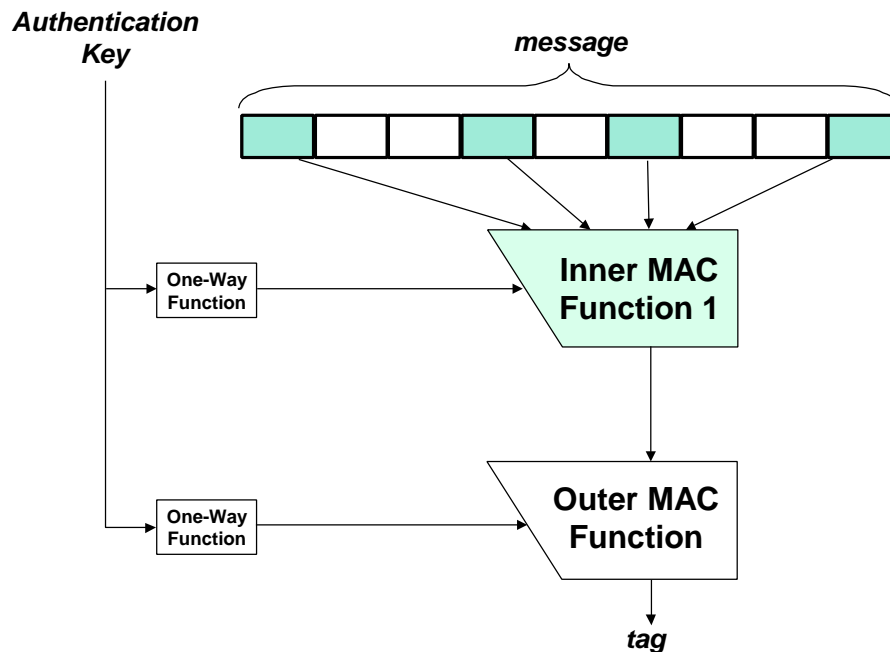 Authentication
Key
message
One-Way
Function
Inner MAC
Function 1
One-Way
Function
Outer MAC
Function
tag